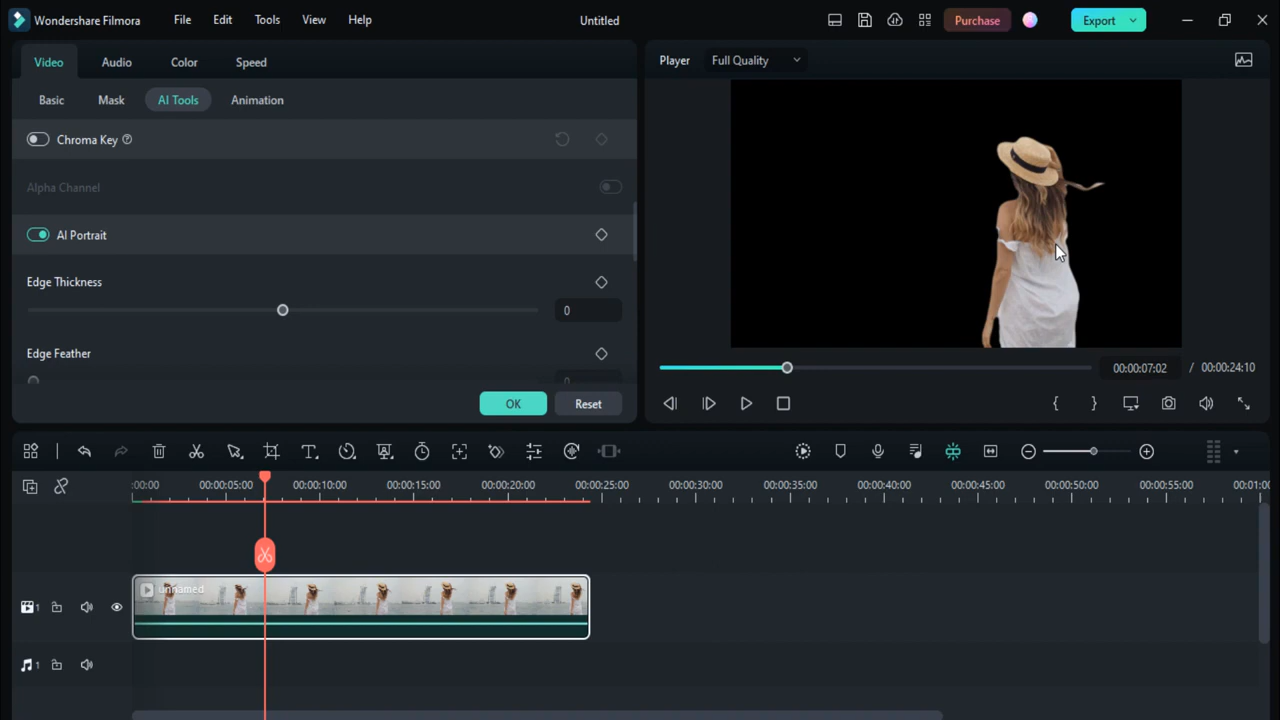 Wondershare Filmora File Edit Tools View Help Untitled Purchase Export
Video Audio Color Speed
Player Full Quality
Basic Mask AI Tools Animation
Chroma Key
Alpha Channel
AI Portrait
Edge Thickness
0
Edge Feather
0
OK Reset
00:00:07:02 / 00:00:24:10
:00:00 00:00:05:00 00:00:10:00 00:00:15:00 00:00:20:00 00:00:25:00 00:00:30:00 00:00:35:00 00:00:40:00 00:00:45:00 00:00:50:00 00:00:55:00 00:01:0
unnamed
1
1